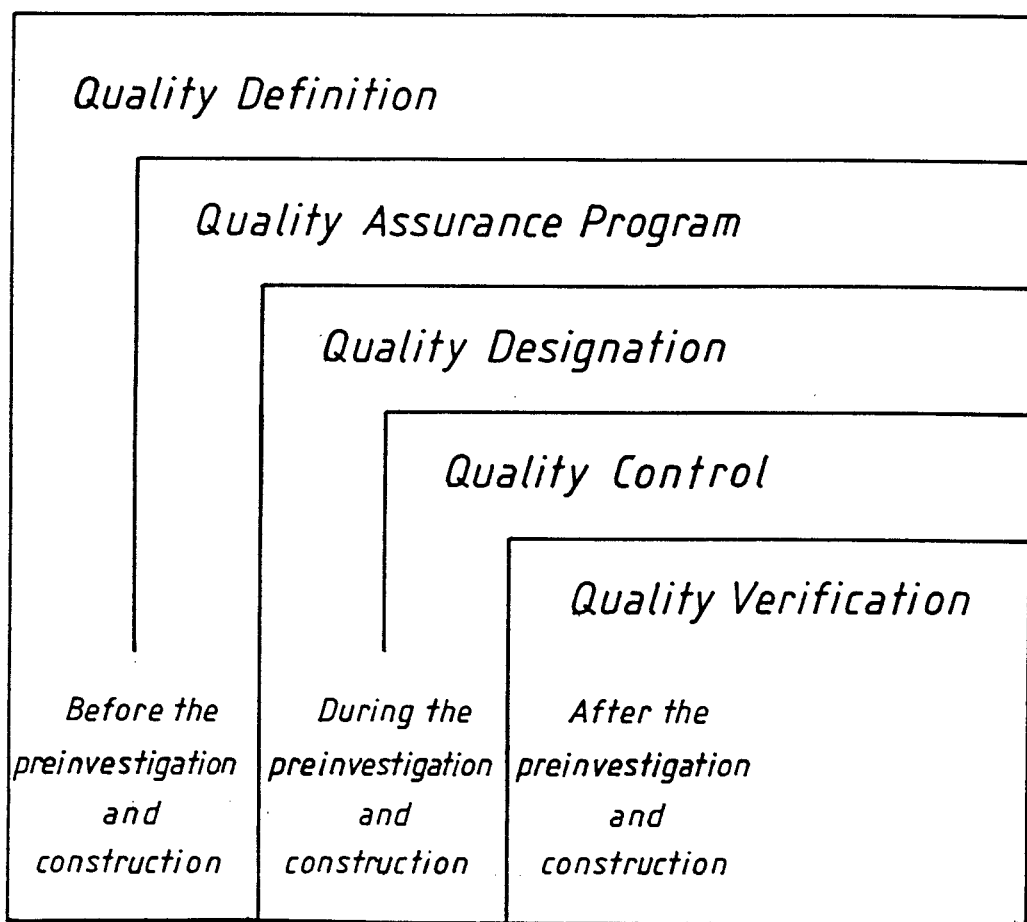 Quality Definition
Quality Assurance Program
Quality Designation
Quality Control
Quality Verification
Before the
preinvestigation
and
construction
During the
preinvestigation
and
construction
After the
preinvestigation
and
construction